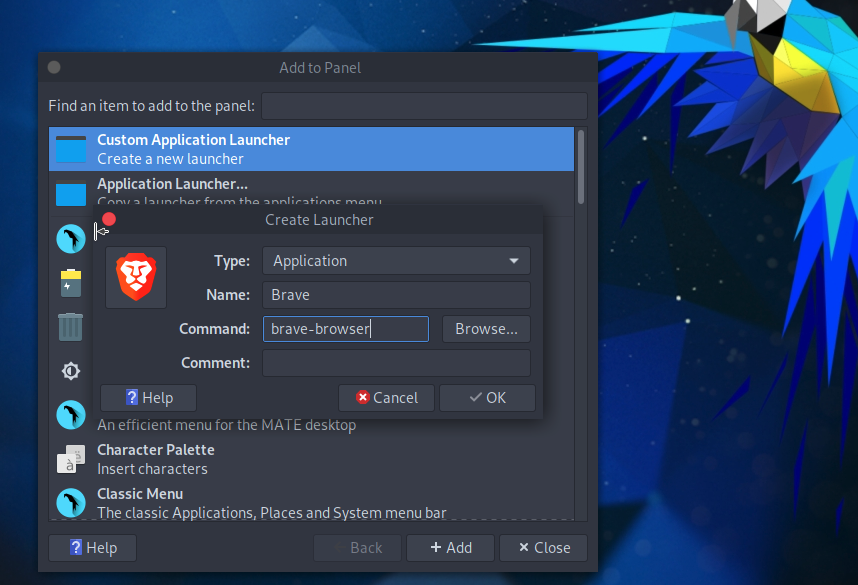 Add to Panel
Find an item to add to the panel:
Custom Application Launcher
Create a new launcher
Application Launcher...
Copy a launcher from the applications menu
Create Launcher
Type: Application
Name: Brave
Command: brave-browser Browse...
Comment:
Help Cancel OK
An efficient menu for the MATE desktop
Character Palette
Insert characters
Classic Menu
The classic Applications, Places and System menu bar
Help Back Add Close